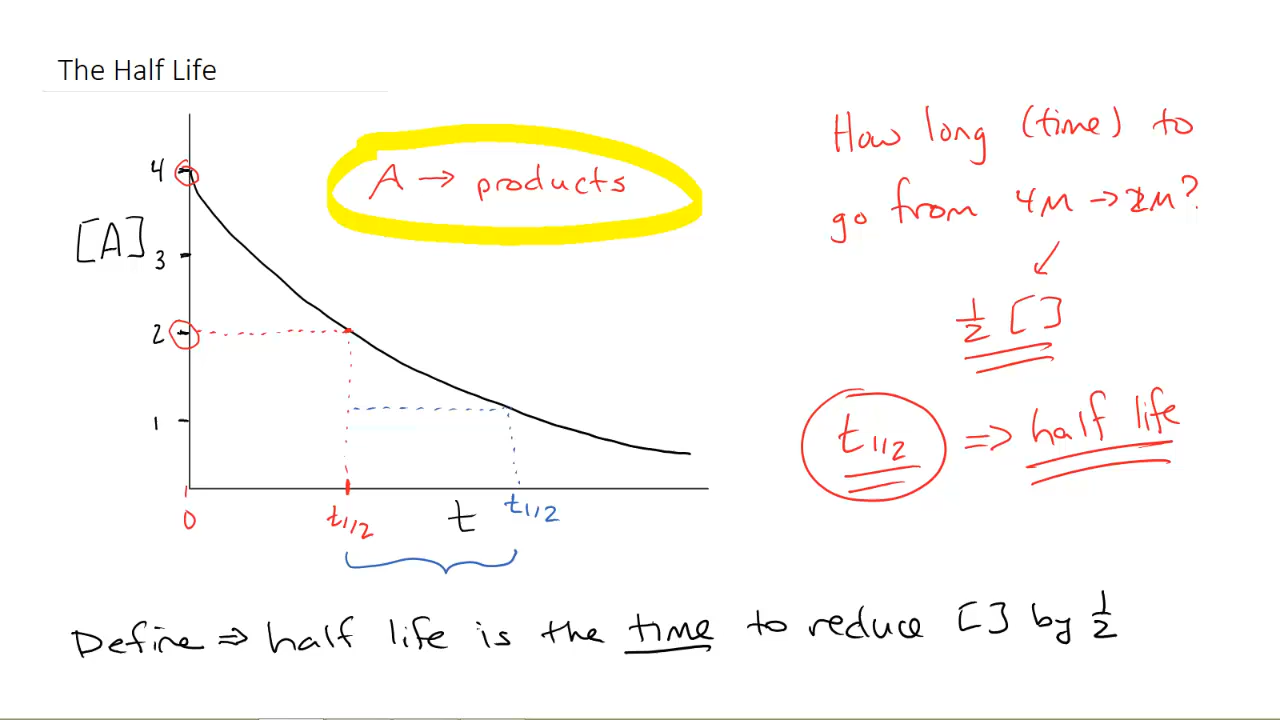 The Half Life
A → products
[A]
4
3
2
1
0
t1/2
t
t1/2
How long (time) to
go from 4M → 2M?
1/2 [ ]
t1/2 ⇒ half life
Define ⇒ half life is the time to reduce [ ] by 1/2